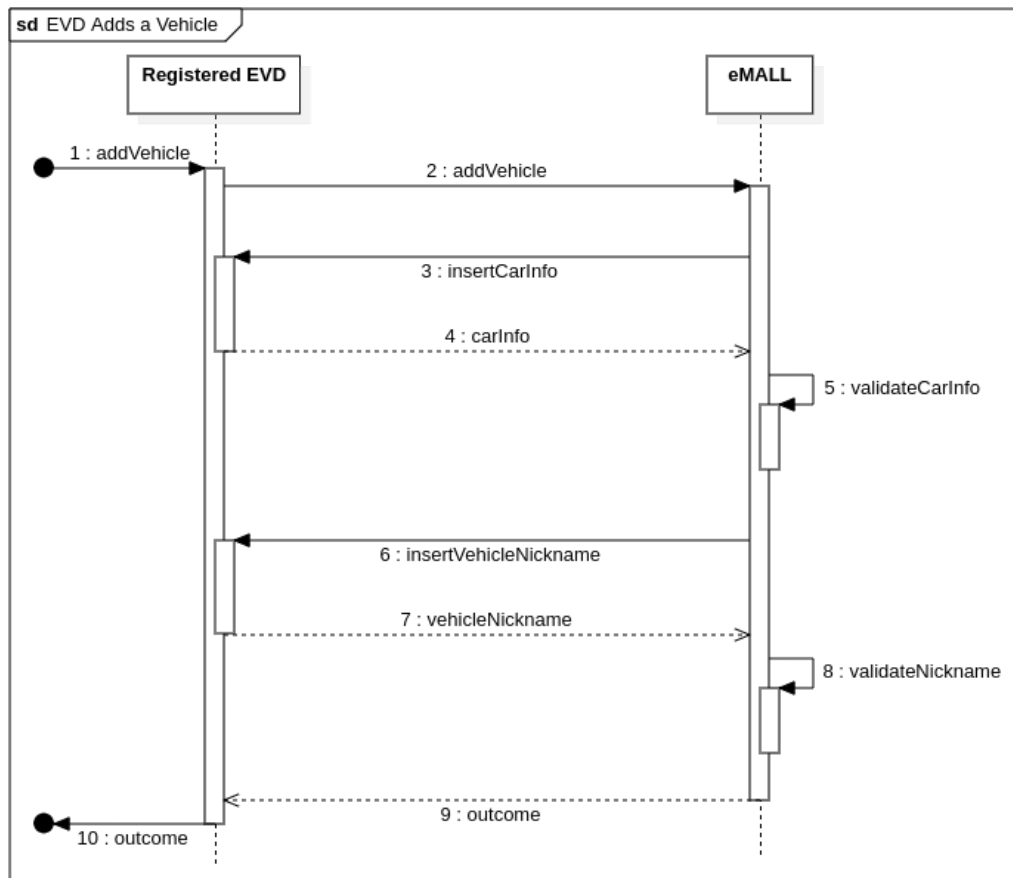 sd EVD Adds a Vehicle
Registered EVD
eMALL
1 : addVehicle
2 : addVehicle
3 : insertCarInfo
4 : carInfo
5 : validateCarInfo
6 : insertVehicleNickname
7 : vehicleNickname
8 : validateNickname
9 : outcome
10 : outcome